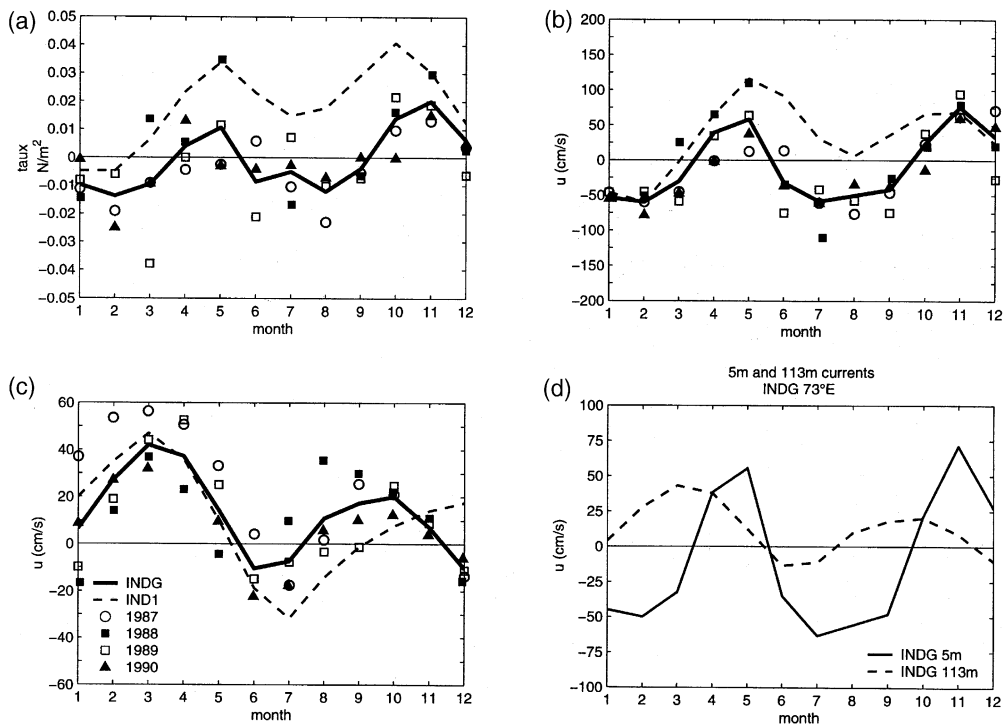 (a)
0.05
0.04
0.03
0.02
0.01
taux
N/m²
0
−0.01
−0.02
−0.03
−0.04
−0.05
1 2 3 4 5 6 7 8 9 10 11 12
month
(b)
200
150
100
50
u (cm/s)
0
−50
−100
−150
−200
1 2 3 4 5 6 7 8 9 10 11 12
month
(c)
60
40
20
u (cm/s)
0
−20
−40
−60
INDG
IND1
1987
1988
1989
1990
1 2 3 4 5 6 7 8 9 10 11 12
month
(d)
5m and 113m currents
INDG 73°E
100
75
50
25
u (cm/s)
0
−25
−50
−75
−100
INDG 5m
INDG 113m
1 2 3 4 5 6 7 8 9 10 11 12
month